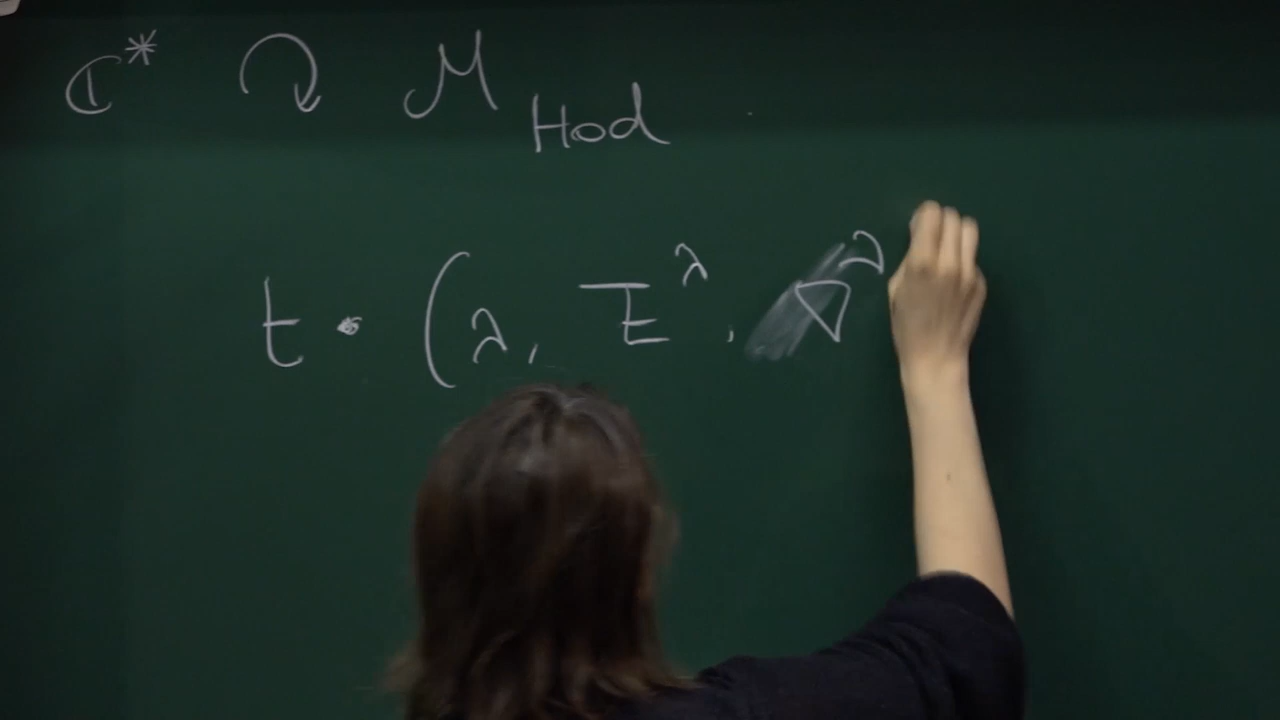 ℂ* ↷ ℳ_Hod
t · (λ, E^λ, ∇^λ